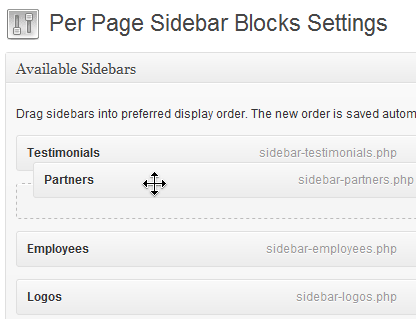 Per Page Sidebar Blocks Settings
Available Sidebars
Drag sidebars into preferred display order. The new order is saved autom
Testimonials sidebar-testimonials.php
Partners sidebar-partners.php
Employees sidebar-employees.php
Logos sidebar-logos.php